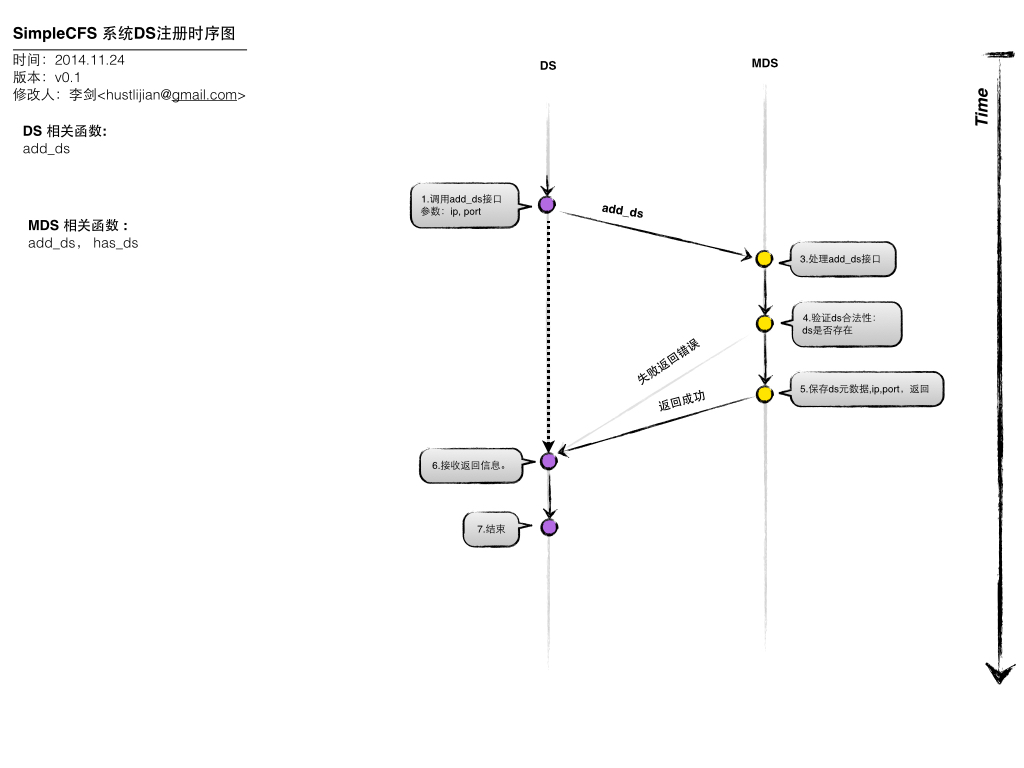 SimpleCFS 系统DS注册时序图
时间：2014.11.24
版本：v0.1
修改人：李剑<hustlijian@gmail.com>
DS 相关函数:
add_ds
MDS 相关函数 :
add_ds， has_ds
DS
MDS
Time
1.调用add_ds接口
参数：ip, port
add_ds
3.处理add_ds接口
4.验证ds合法性：
ds是否存在
失败返回错误
5.保存ds元数据,ip,port，返回
返回成功
6.接收返回信息。
7.结束